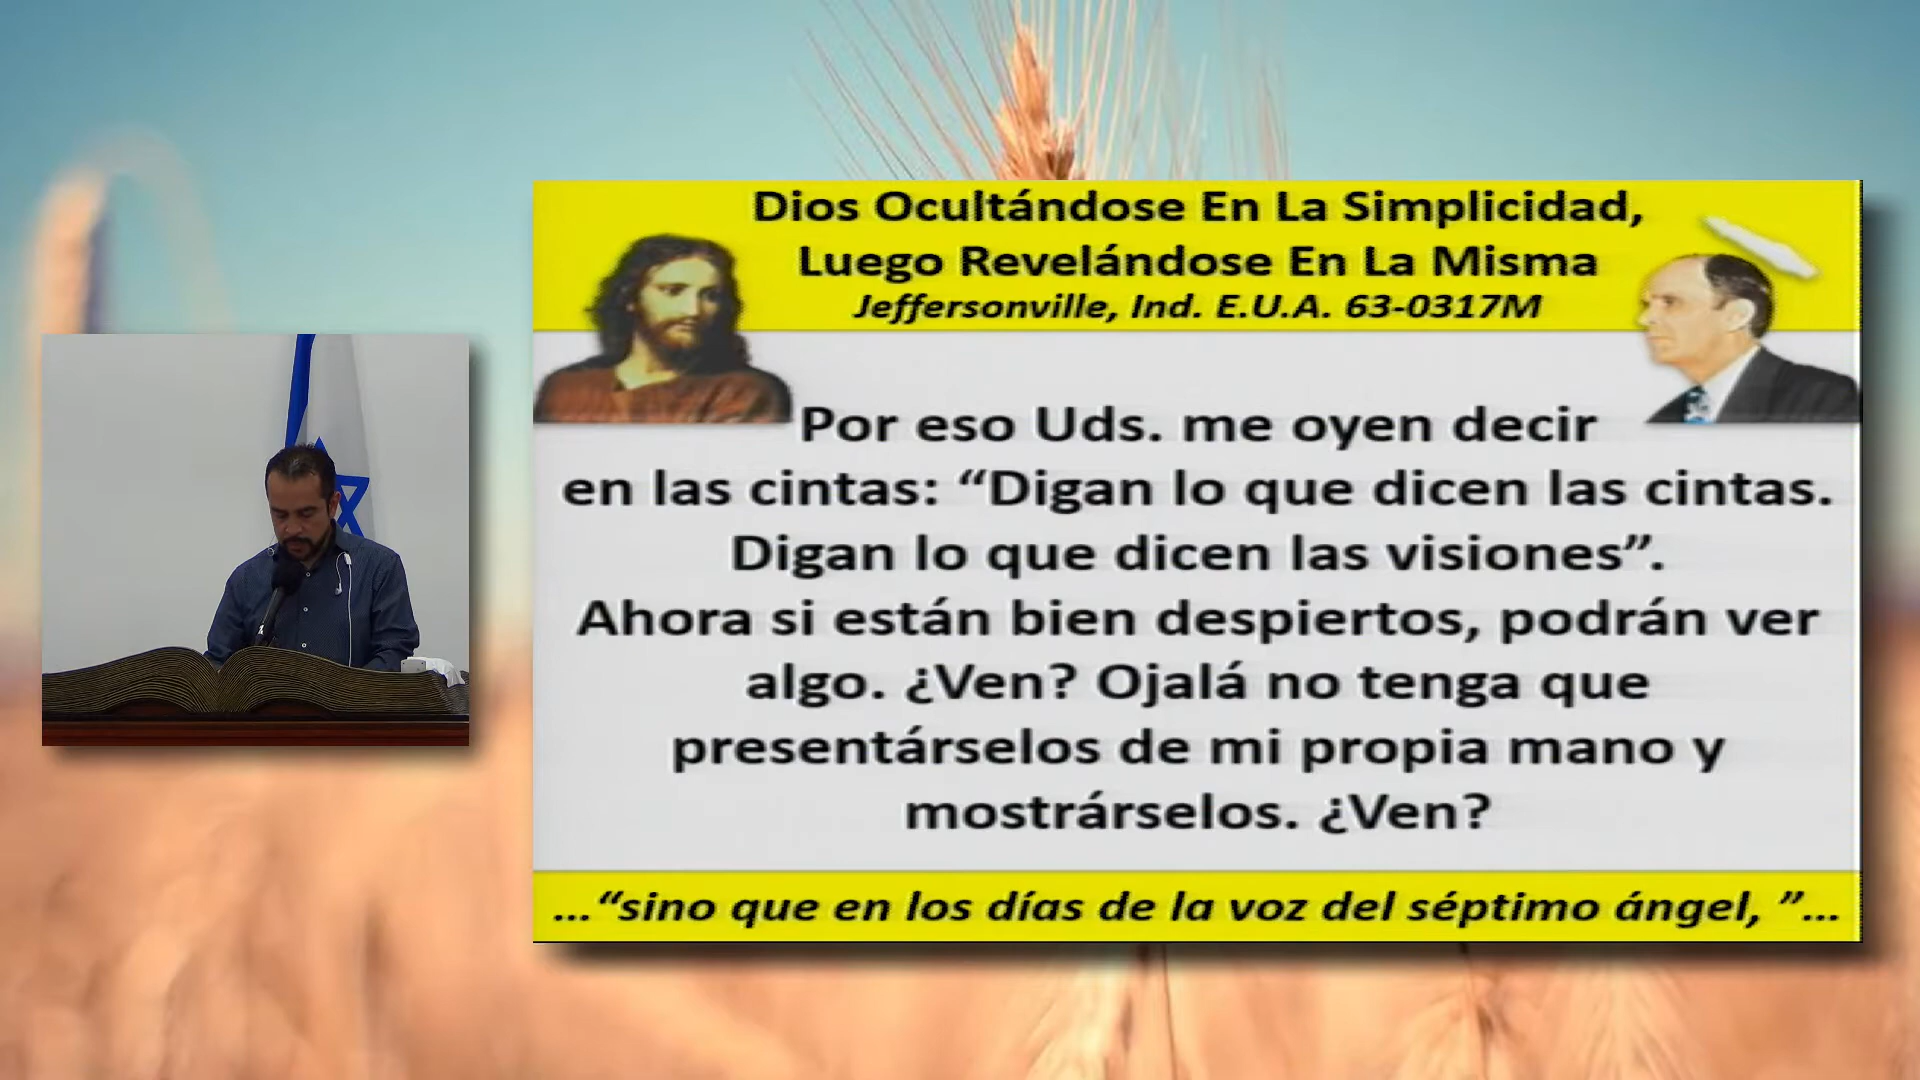 Dios Ocultándose En La Simplicidad,
Luego Revelándose En La Misma
Jeffersonville, Ind. E.U.A. 63-0317M
Por eso Uds. me oyen decir
en las cintas: “Digan lo que dicen las cintas.
Digan lo que dicen las visiones”.
Ahora si están bien despiertos, podrán ver
algo. ¿Ven? Ojalá no tenga que
presentárselos de mi propia mano y
mostrárselos. ¿Ven?
...“sino que en los días de la voz del séptimo ángel, ”...